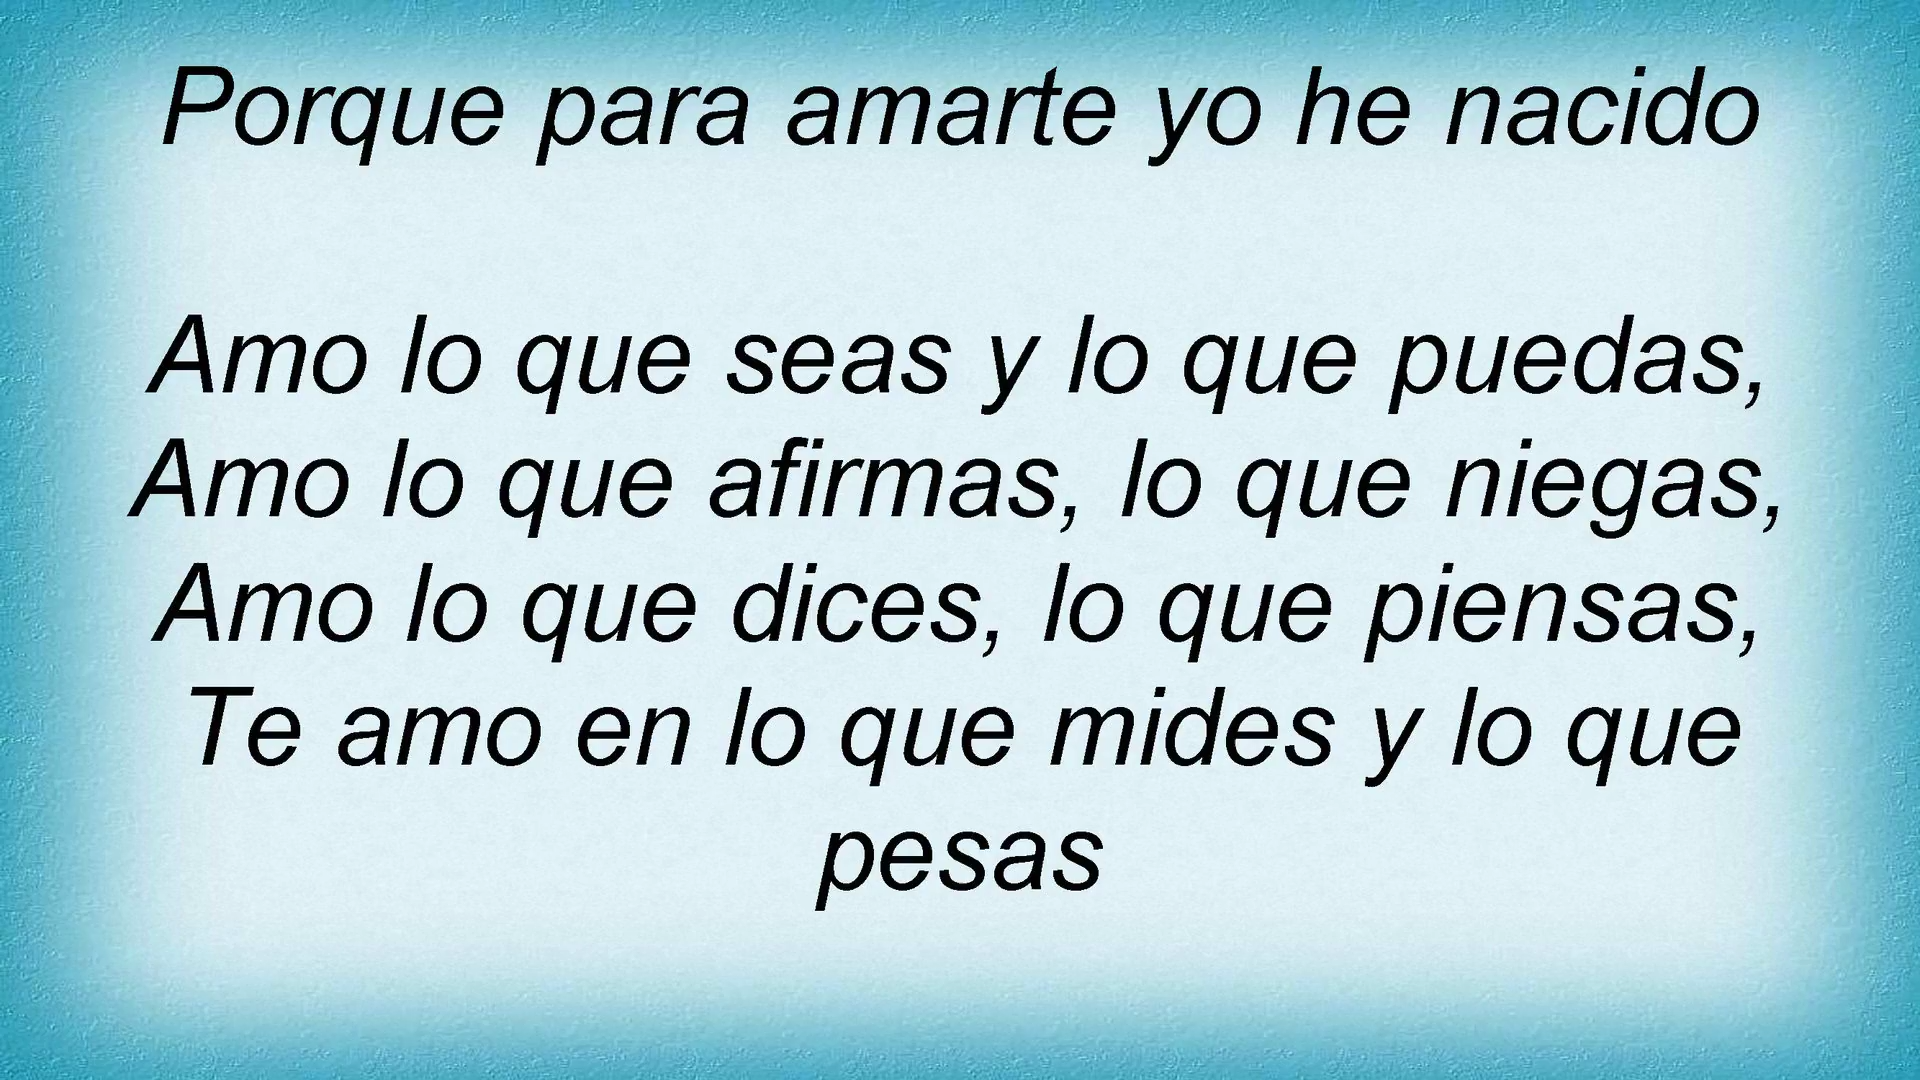 Porque para amarte yo he nacido
Amo lo que seas y lo que puedas,
Amo lo que afirmas, lo que niegas,
Amo lo que dices, lo que piensas,
Te amo en lo que mides y lo que
pesas